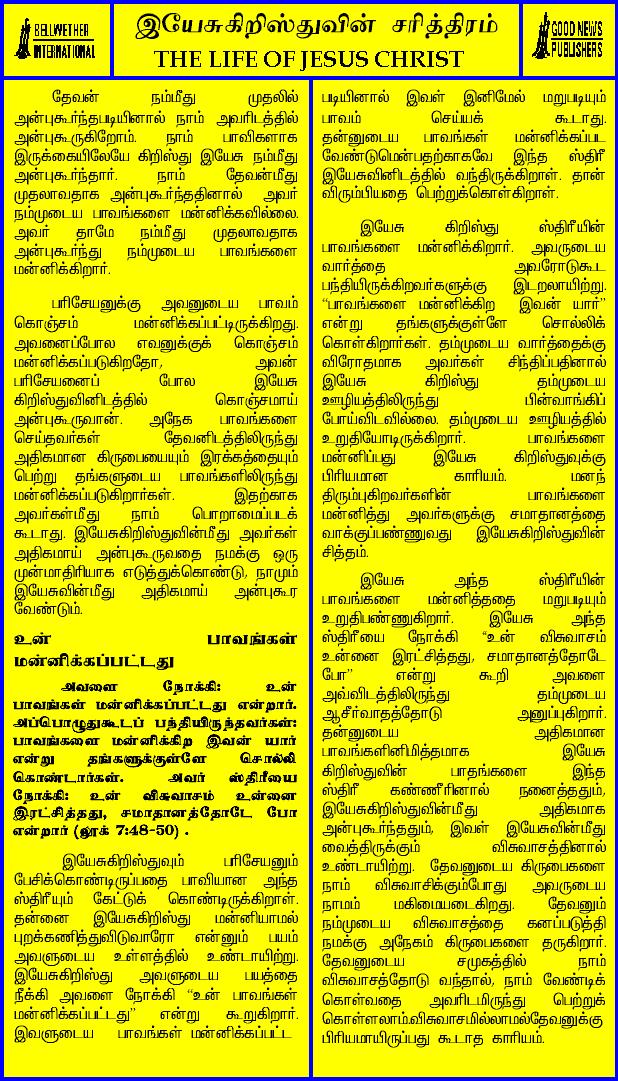 BELLWETHER
INTERNATIONAL
இயேசுகிறிஸ்துவின் சரித்திரம்
THE LIFE OF JESUS CHRIST
GOOD NEWS
PUBLISHERS
தேவன் நம்மீது முதலில்
அன்புகூர்ந்தபடியினால் நாம் அவரிடத்தில்
அன்புகூருகிறோம். நாம் பாவிகளாக
இருக்கையிலேயே கிறிஸ்து இயேசு நம்மீது
அன்புகூர்ந்தார். நாம் தேவன்மீது
முதலாவதாக அன்புகூர்ந்ததினால் அவர்
நம்முடைய பாவங்களை மன்னிக்கவில்லை.
அவர் தாமே நம்மீது முதலாவதாக
அன்புகூர்ந்து நம்முடைய பாவங்களை
மன்னிக்கிறார்.
பரிசேயனுக்கு அவனுடைய பாவம்
கொஞ்சம் மன்னிக்கப்பட்டிருக்கிறது.
அவனைப்போல எவனுக்குக் கொஞ்சம்
மன்னிக்கப்படுகிறதோ, அவன்
பரிசேயனைப் போல இயேசு
கிறிஸ்துவினிடத்தில் கொஞ்சமாய்
அன்புகூருவான். அநேக பாவங்களை
செய்தவர்கள் தேவனிடத்திலிருந்து
அதிகமான கிருபையையும் இரக்கத்தையும்
பெற்று தங்களுடைய பாவங்களிலிருந்து
மன்னிக்கப்படுகிறார்கள். இதற்காக
அவர்கள்மீது நாம் பொறாமைப்படக்
கூடாது. இயேசுகிறிஸ்துவின்மீது அவர்கள்
அதிகமாய் அன்புகூருவதை நமக்கு ஒரு
முன்மாதிரியாக எடுத்துக்கொண்டு, நாமும்
இயேசுவின்மீது அதிகமாய் அன்புகூர
வேண்டும்.
உன் பாவங்கள்
மன்னிக்கப்பட்டது
அவளை நோக்கி: உன்
பாவங்கள் மன்னிக்கப்பட்டது என்றார்.
அப்பொழுதுகூடப் பந்தியிருந்தவர்கள்:
பாவங்களை மன்னிக்கிற இவன் யார்
என்று தங்களுக்குள்ளே சொல்லி
கொண்டார்கள். அவர் ஸ்திரீயை
நோக்கி: உன் விசுவாசம் உன்னை
இரட்சித்தது, சமாதானத்தோடே போ
என்றார் (லூக் 7:48-50) .
இயேசுகிறிஸ்துவும் பரிசேயனும்
பேசிக்கொண்டிருப்பதை பாவியான அந்த
ஸ்திரீயும் கேட்டுக் கொண்டிருக்கிறாள்.
தன்னை இயேசுகிறிஸ்து மன்னியாமல்
புறக்கணித்துவிடுவாரோ என்னும் பயம்
அவளுடைய உள்ளத்தில் உண்டாயிற்று.
இயேசுகிறிஸ்து அவளுடைய பயத்தை
நீக்கி அவளை நோக்கி “உன் பாவங்கள்
மன்னிக்கப்பட்டது” என்று கூறுகிறார்.
இவளுடைய பாவங்கள் மன்னிக்கப்பட்ட
படியினால் இவள் இனிமேல் மறுபடியும்
பாவம் செய்யக் கூடாது.
தன்னுடைய பாவங்கள் மன்னிக்கப்பட
வேண்டுமென்பதற்காகவே இந்த ஸ்திரீ
இயேசுவினிடத்தில் வந்திருக்கிறாள். தான்
விரும்பியதை பெற்றுக்கொள்கிறாள்.
இயேசு கிறிஸ்து ஸ்திரீயின்
பாவங்களை மன்னிக்கிறார். அவருடைய
வார்த்தை அவரோடுகூட
பந்தியிருக்கிறவர்களுக்கு இடறலாயிற்று.
“பாவங்களை மன்னிக்கிற இவன் யார்”
என்று தங்களுக்குள்ளே சொல்லிக்
கொள்கிறார்கள். தம்முடைய வார்த்தைக்கு
விரோதமாக அவர்கள் சிந்திப்பதினால்
இயேசு கிறிஸ்து தம்முடைய
ஊழியத்திலிருந்து பின்வாங்கிப்
போய்விடவில்லை. தம்முடைய ஊழியத்தில்
உறுதியோடிருக்கிறார். பாவங்களை
மன்னிப்பது இயேசு கிறிஸ்துவுக்கு
பிரியமான காரியம். மனந்
திரும்புகிறவர்களின் பாவங்களை
மன்னித்து அவர்களுக்கு சமாதானத்தை
வாக்குப்பண்ணுவது இயேசுகிறிஸ்துவின்
சித்தம்.
இயேசு அந்த ஸ்திரீயின்
பாவங்களை மன்னித்ததை மறுபடியும்
உறுதிபண்ணுகிறார். இயேசு அந்த
ஸ்திரீயை நோக்கி “உன் விசுவாசம்
உன்னை இரட்சித்தது, சமாதானத்தோடே
போ” என்று கூறி அவளை
அவ்விடத்திலிருந்து தம்முடைய
ஆசீர்வாதத்தோடு அனுப்புகிறார்.
தன்னுடைய அதிகமான
பாவங்களினிமித்தமாக இயேசு
கிறிஸ்துவின் பாதங்களை இந்த
ஸ்திரீ கண்ணீரினால் நனைத்ததும்,
இயேசுகிறிஸ்துவின்மீது அதிகமாக
அன்புகூர்ந்ததும், இவள் இயேசுவின்மீது
வைத்திருக்கும் விசுவாசத்தினால்
உண்டாயிற்று. தேவனுடைய கிருபைகளை
நாம் விசுவாசிக்கும்போது அவருடைய
நாமம் மகிமையடைகிறது. தேவனும்
நம்முடைய விசுவாசத்தை கனப்படுத்தி
நமக்கு அநேகம் கிருபைகளை தருகிறார்.
தேவனுடைய சமுகத்தில் நாம்
விசுவாசத்தோடு வந்தால், நாம் வேண்டிக்
கொள்வதை அவரிடமிருந்து பெற்றுக்
கொள்ளலாம்.விசுவாசமில்லாமல்தேவனுக்கு
பிரியமாயிருப்பது கூடாத காரியம்.